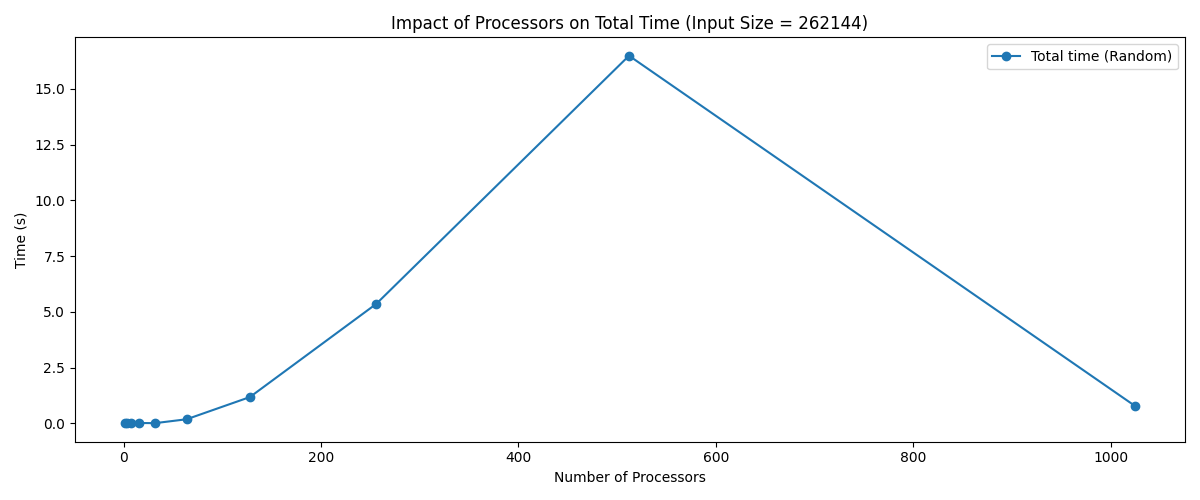 Impact of Processors on Total Time (Input Size = 262144)
Total time (Random)
Time (s)
15.0
12.5
10.0
7.5
5.0
2.5
0.0
0 200 400 600 800 1000
Number of Processors